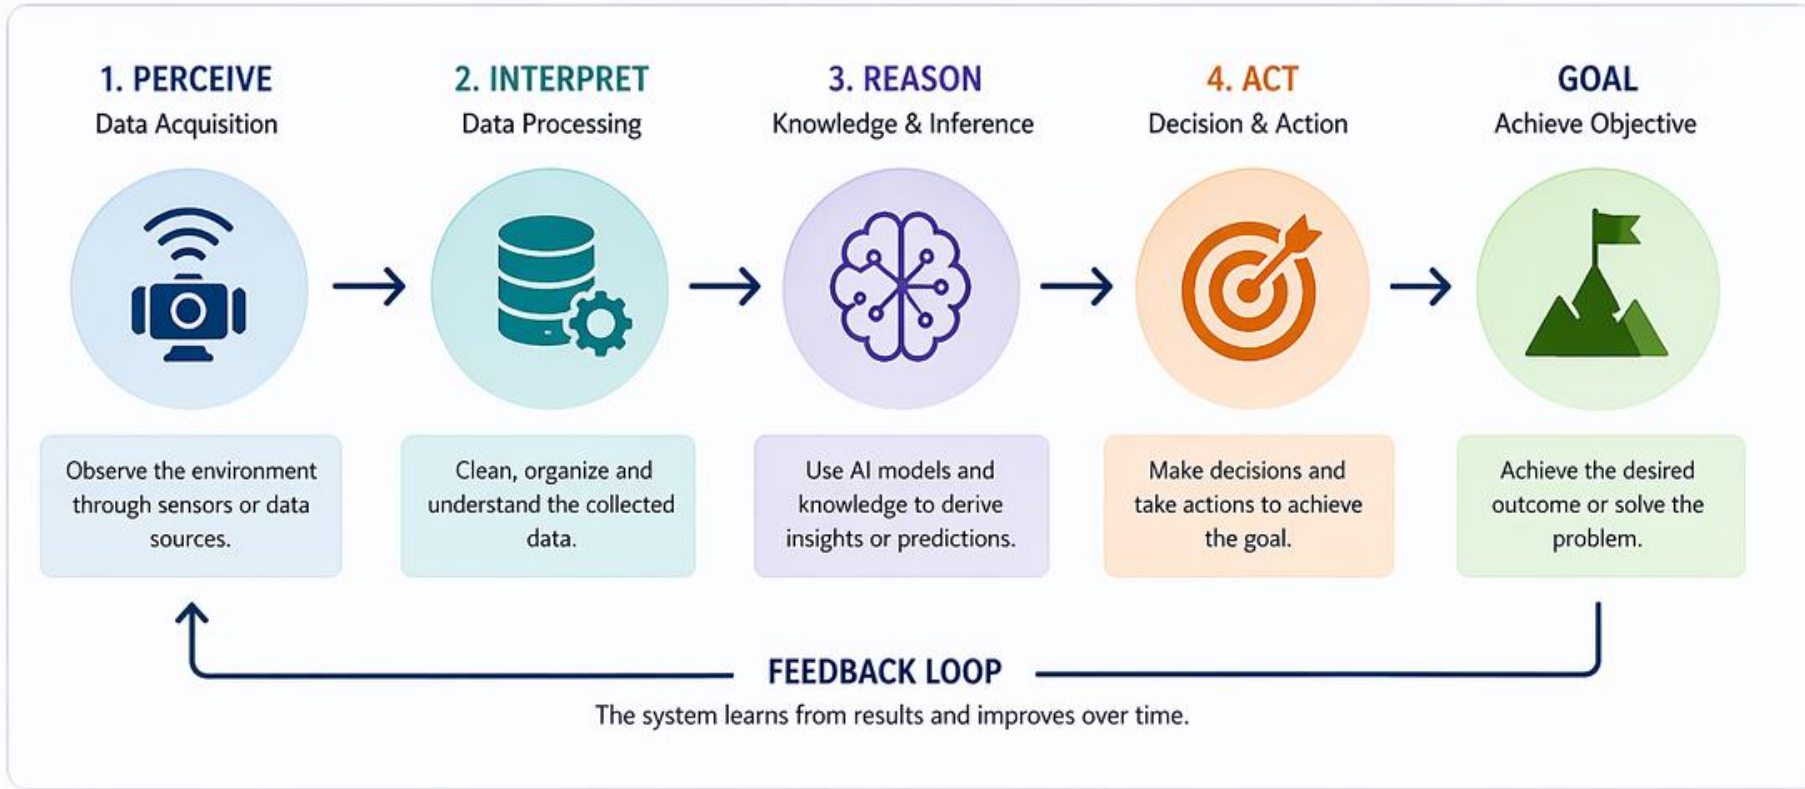 1. PERCEIVE
Data Acquisition
Observe the environment
through sensors or data
sources.
2. INTERPRET
Data Processing
Clean, organize and
understand the collected
data.
3. REASON
Knowledge & Inference
Use AI models and
knowledge to derive
insights or predictions.
4. ACT
Decision & Action
Make decisions and
take actions to achieve
the goal.
GOAL
Achieve Objective
Achieve the desired
outcome or solve the
problem.
FEEDBACK LOOP
The system learns from results and improves over time.